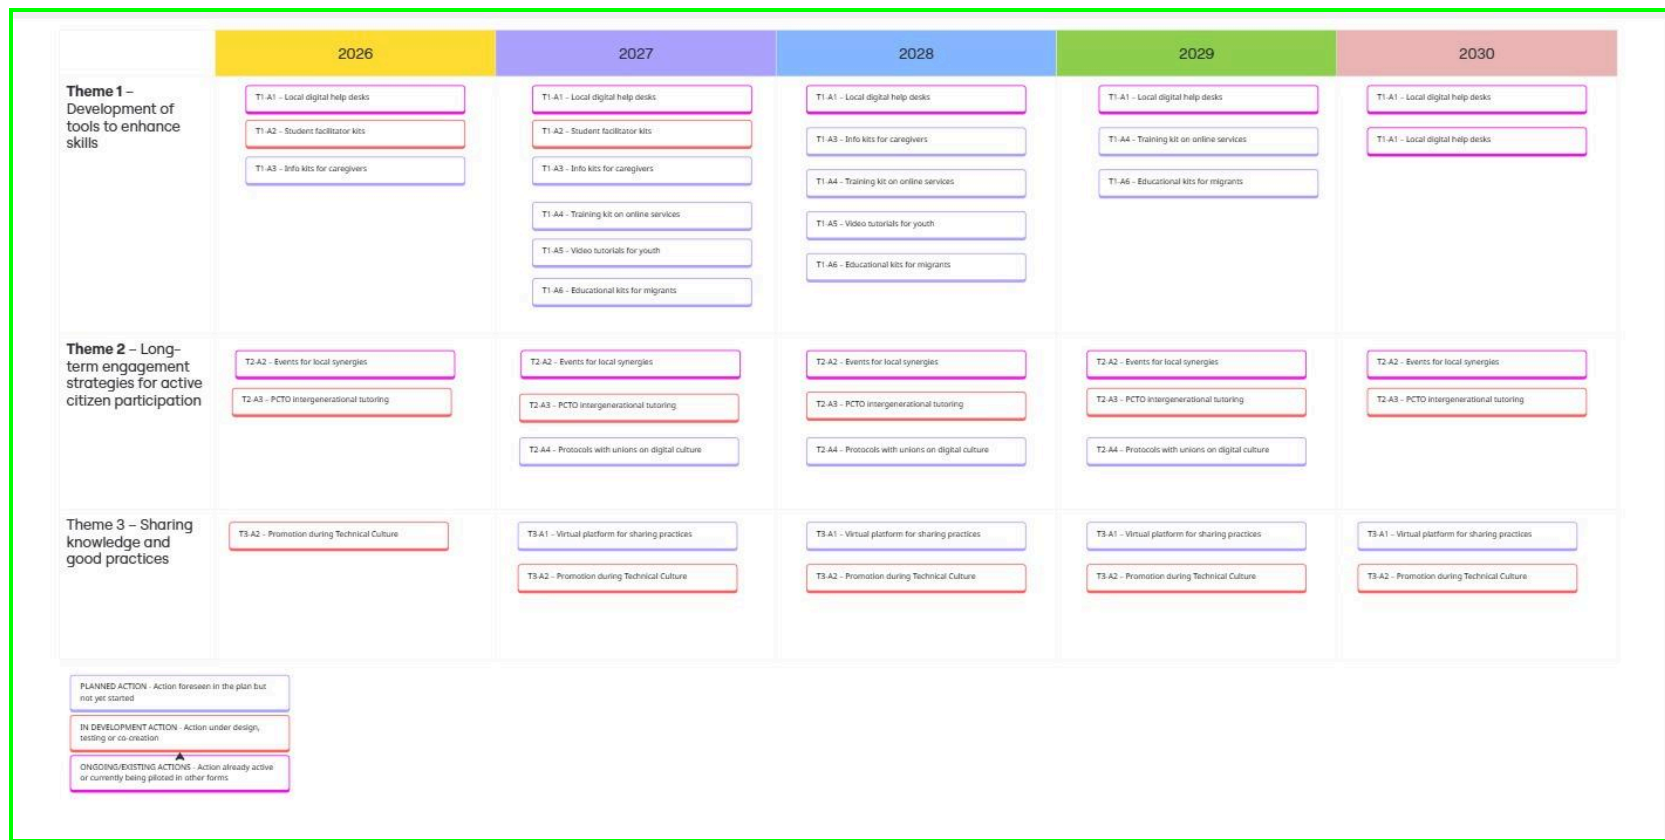 2026
2027
2028
2029
2030
Theme 1 –
Development of
tools to enhance
skills
T1-A1 – Local digital help desks
T1-A2 – Student facilitator kits
T1-A3 – Info kits for caregivers
T1-A1 – Local digital help desks
T1-A2 – Student facilitator kits
T1-A3 – Info kits for caregivers
T1-A4 – Training kit on online services
T1-A5 – Video tutorials for youth
T1-A6 – Educational kits for migrants
T1-A1 – Local digital help desks
T1-A3 – Info kits for caregivers
T1-A4 – Training kit on online services
T1-A5 – Video tutorials for youth
T1-A6 – Educational kits for migrants
T1-A1 – Local digital help desks
T1-A4 – Training kit on online services
T1-A6 – Educational kits for migrants
T1-A1 – Local digital help desks
T1-A1 – Local digital help desks
Theme 2 – Long-
term engagement
strategies for active
citizen participation
T2-A2 – Events for local synergies
T2-A3 – PCTO intergenerational tutoring
T2-A2 – Events for local synergies
T2-A3 – PCTO intergenerational tutoring
T2-A4 – Protocols with unions on digital culture
T2-A2 – Events for local synergies
T2-A3 – PCTO intergenerational tutoring
T2-A4 – Protocols with unions on digital culture
T2-A2 – Events for local synergies
T2-A3 – PCTO intergenerational tutoring
T2-A4 – Protocols with unions on digital culture
T2-A2 – Events for local synergies
T2-A3 – PCTO intergenerational tutoring
Theme 3 – Sharing
knowledge and
good practices
T3-A2 – Promotion during Technical Culture
T3-A1 – Virtual platform for sharing practices
T3-A2 – Promotion during Technical Culture
T3-A1 – Virtual platform for sharing practices
T3-A2 – Promotion during Technical Culture
T3-A1 – Virtual platform for sharing practices
T3-A2 – Promotion during Technical Culture
T3-A1 – Virtual platform for sharing practices
T3-A2 – Promotion during Technical Culture
PLANNED ACTION - Action foreseen in the plan but
not yet started
IN DEVELOPMENT ACTION - Action under design,
testing or co-creation
ONGOING/EXISTING ACTIONS - Action already active
or currently being piloted in other forms